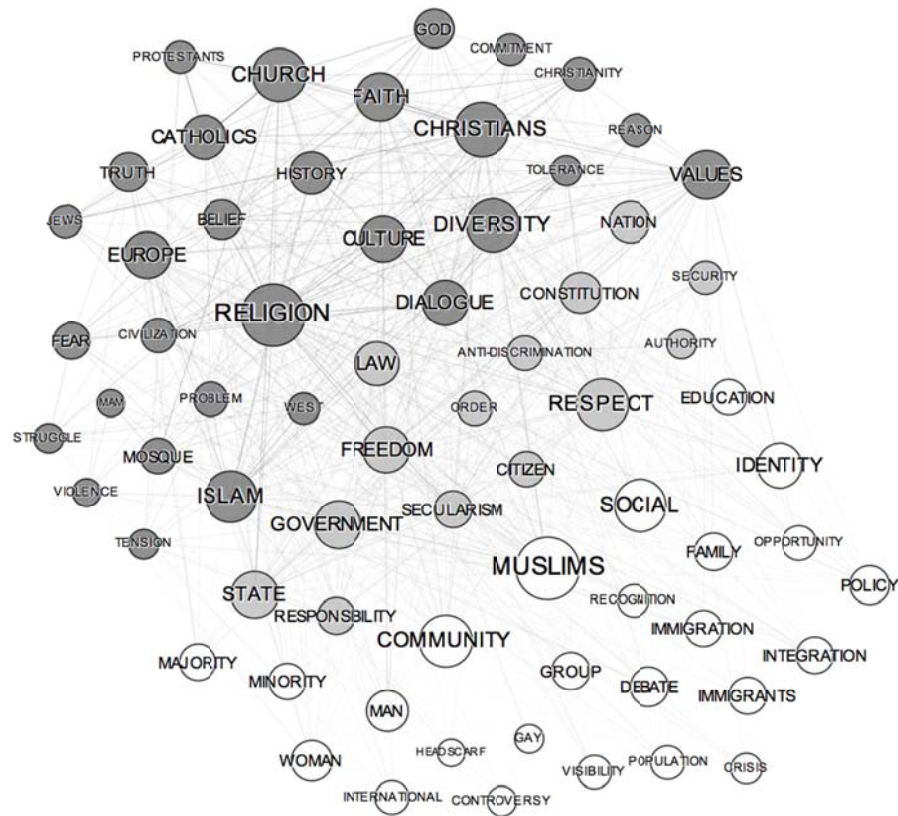 GOD
COMMITMENT
PROTESTANTS
CHURCH
CHRISTIANITY
FAITH
CHRISTIANS
REASON
CATHOLICS
TOLERANCE
HISTORY
TRUTH
VALUES
JEWS
BELIEF
DIVERSITY
NATION
CULTURE
EUROPE
SECURITY
CONSTITUTION
DIALOGUE
RELIGION
CIVILIZATION
FEAR
AUTHORITY
ANTI-DISCRIMINATION
LAW
EDUCATION
PROBLEM
IMAM
WEST
ORDER
RESPECT
STRUGGLE
FREEDOM
MOSQUE
IDENTITY
CITIZEN
VIOLENCE
ISLAM
SOCIAL
SECULARISM
GOVERNMENT
TENSION
OPPORTUNITY
FAMILY
MUSLIMS
POLICY
STATE
RECOGNITION
RESPONSBILITY
IMMIGRATION
COMMUNITY
INTEGRATION
MAJORITY
GROUP
MINORITY
DEBATE
IMMIGRANTS
MAN
GAY
HEADSCARF
WOMAN
POPULATION
CRISIS
VISIBILITY
INTERNATIONAL
CONTROVERSY